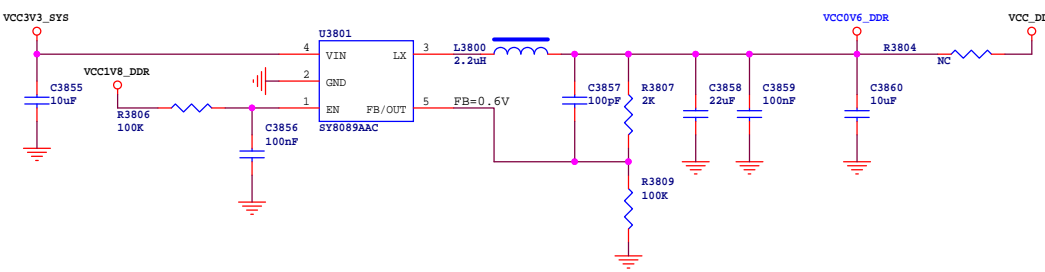 VCC3V3_SYS
VCC0V6_DDR
U3801
4
VIN
LX
3
L3800
2.2uH
R3804
NC
VCC1V8_DDR
C3855
10uF
2
GND
C3857
100pF
R3807
2K
C3858
22uF
C3859
100nF
C3860
10uF
1
EN
FB/OUT
5
FB=0.6V
R3806
100K
C3856
100nF
SY8089AAC
R3809
100K